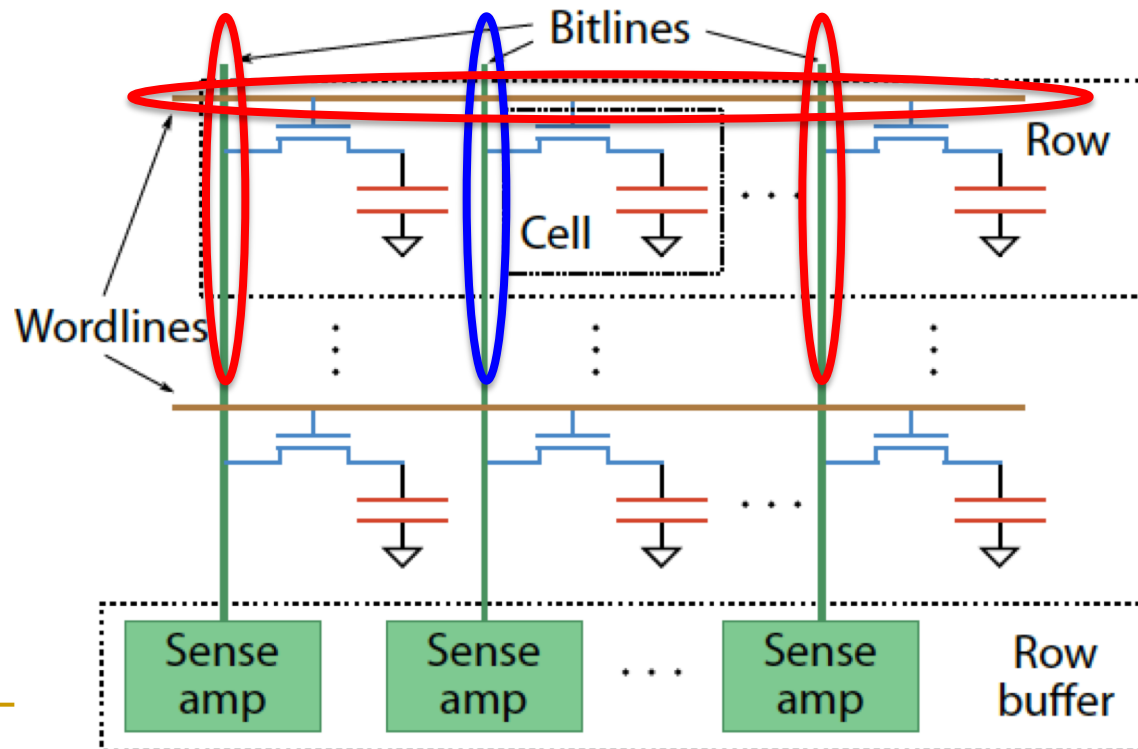 Bitlines
Row
Cell
Wordlines
Sense
amp
Sense
amp
Sense
amp
Row
buffer